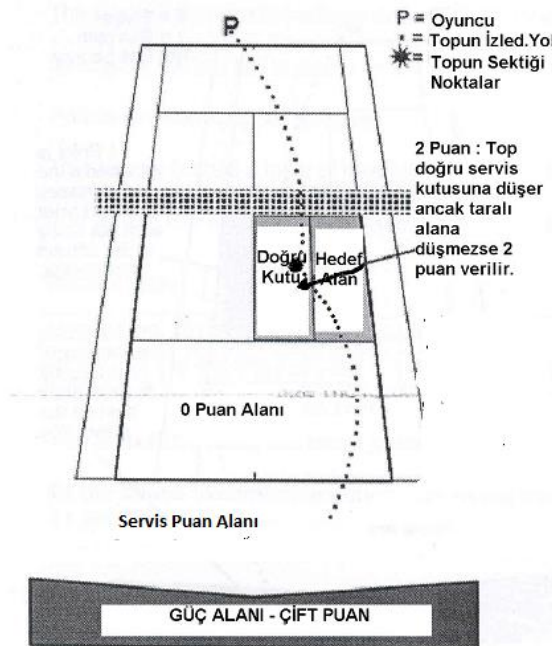 P
P = Oyuncu
= Topun İzled.Yol
= Topun Sektiği
Noktalar
2 Puan : Top
doğru servis
kutusuna düşer
ancak taralı
alana
düşmezse 2
puan verilir.
Doğru Hedef
Kutu Alan
0 Puan Alanı
Servis Puan Alanı
GÜÇ ALANI - ÇİFT PUAN